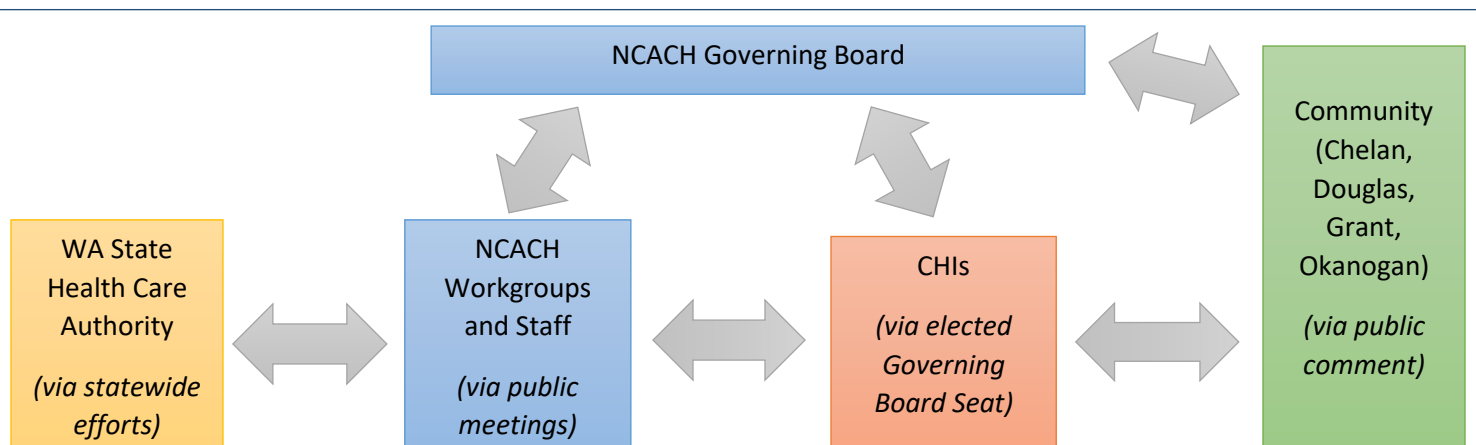 NCACH Governing Board
Community
(Chelan,
Douglas,
Grant,
Okanogan)
(via public
comment)
WA State
Health Care
Authority
(via statewide
efforts)
NCACH
Workgroups
and Staff
(via public
meetings)
CHIs
(via elected
Governing
Board Seat)